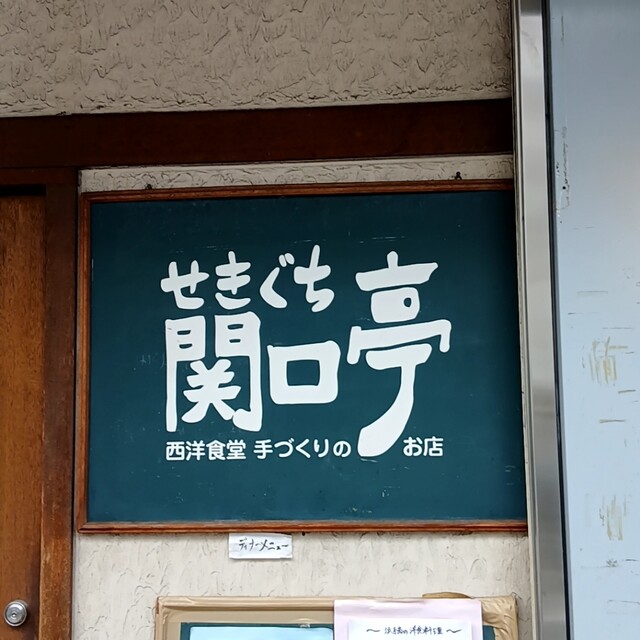 せきぐち
関口亭
西洋食堂 手づくりの お店
ディナーメニュー